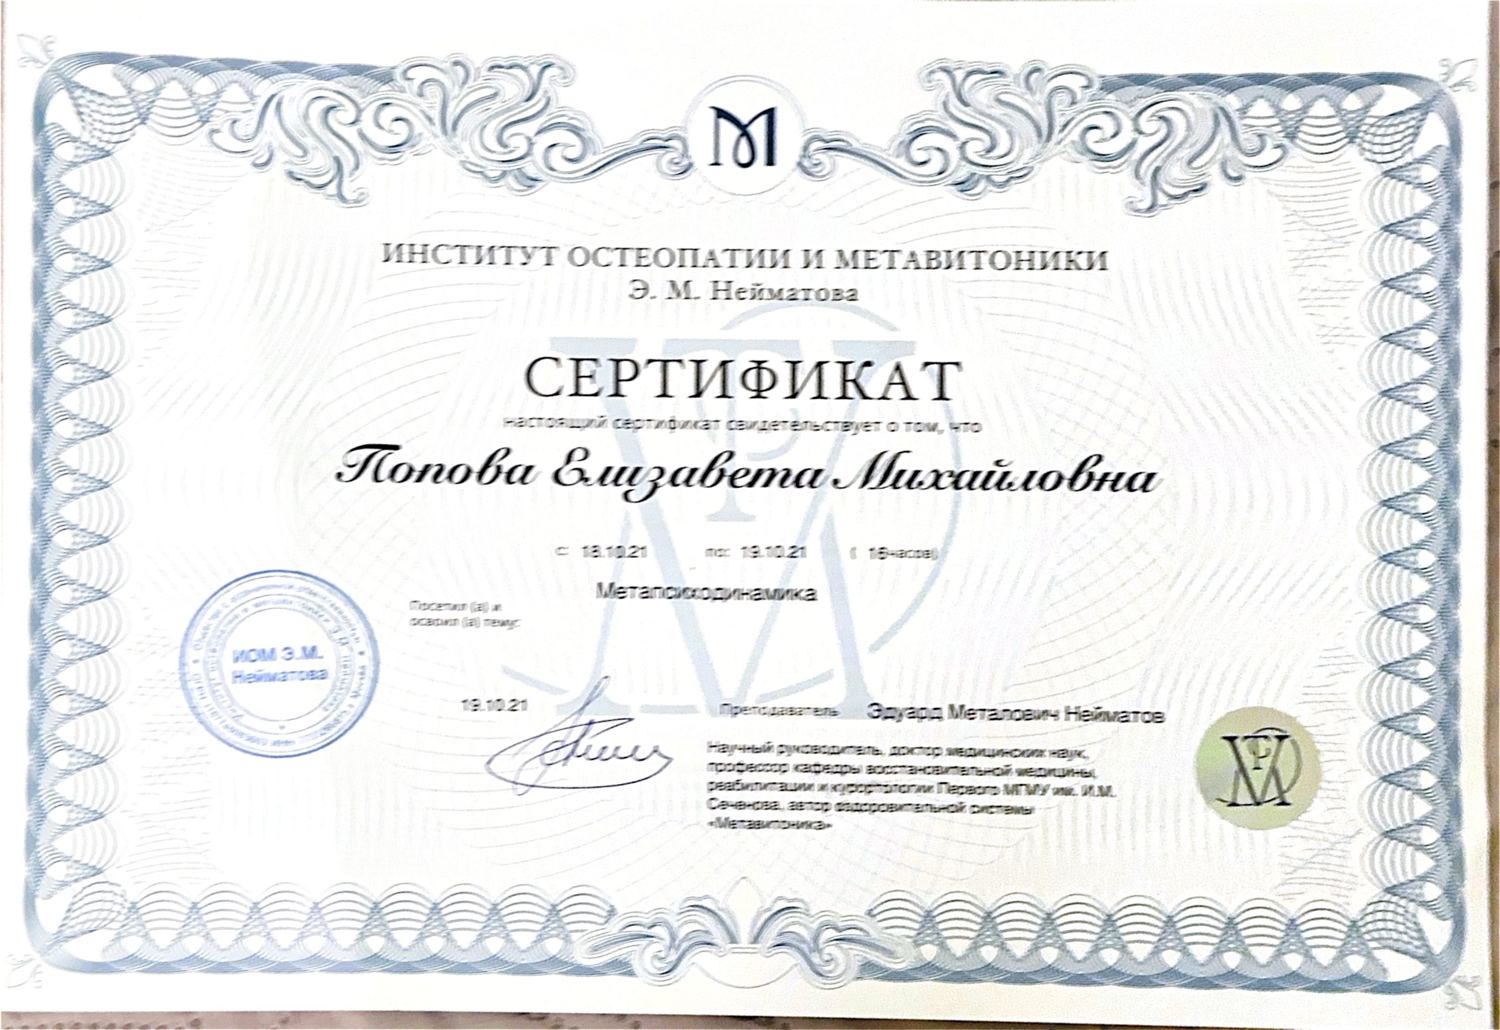 М
ИНСТИТУТ ОСТЕОПАТИИ И МЕТАВИТОНИКИ
Э. М. Нейматова
СЕРТИФИКАТ
настоящий сертификат свидетельствует о том, что
Попова Елизавета Михайловна
с: 18.10.21 по: 19.10.21 ( 16часов)
Метапсиходинамика
Посетил (а) и
освоил (а) тему:
ИОМ Э.М.
Нейматова
19.10.21
Преподаватель Эдуард Металович Нейматов
Научный руководитель, доктор медицинских наук,
профессор кафедры восстановительной медицины,
реабилитации и курортологии Первого МГМУ им. И.М.
Сеченова, автор оздоровительной системы
«Метавитоника»